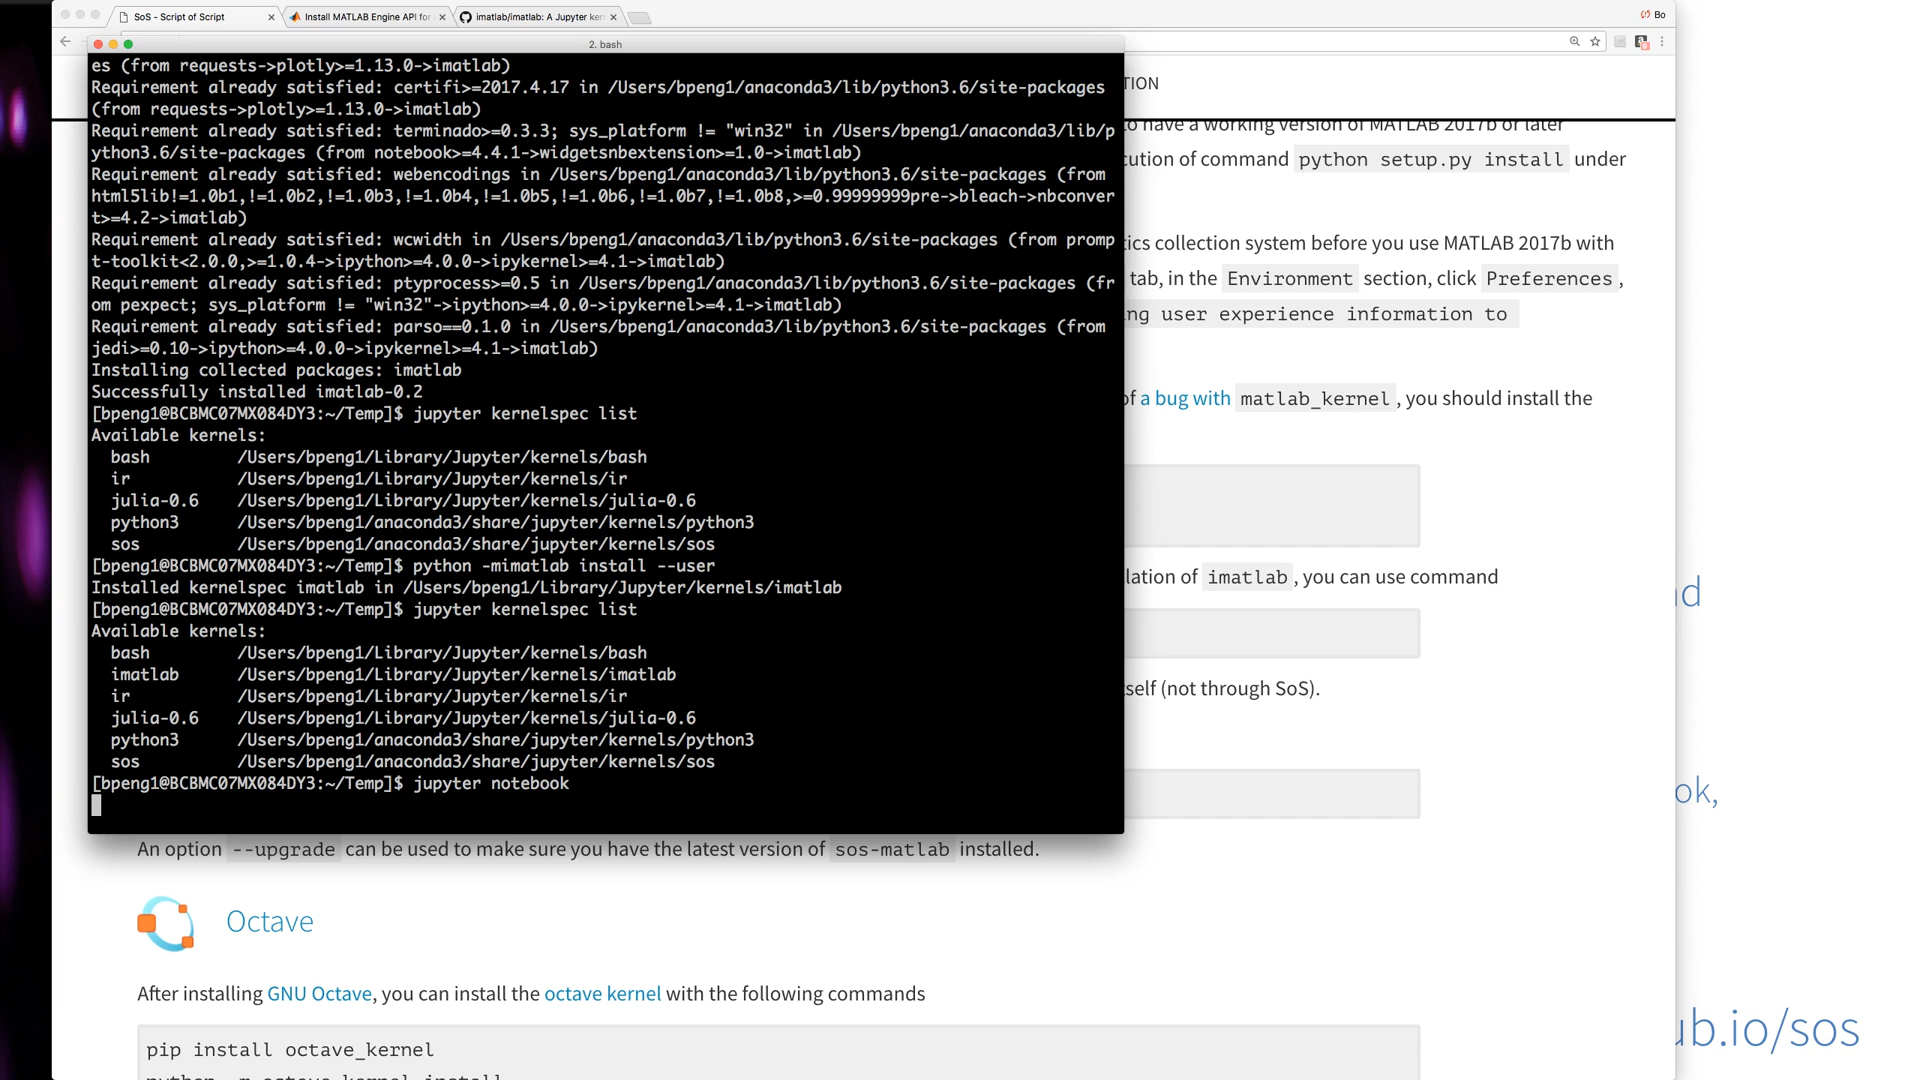 SoS - Script of Script
Install MATLAB Engine API for
imatlab/imatlab: A Jupyter ker
Bo
2. bash
es (from requests->plotly>=1.13.0->imatlab)
Requirement already satisfied: certifi>=2017.4.17 in /Users/bpeng1/anaconda3/lib/python3.6/site-packages
(from requests->plotly>=1.13.0->imatlab)
Requirement already satisfied: terminado>=0.3.3; sys_platform != "win32" in /Users/bpeng1/anaconda3/lib/p
ython3.6/site-packages (from notebook>=4.4.1->widgetsnbextension>=1.0->imatlab)
Requirement already satisfied: webencodings in /Users/bpeng1/anaconda3/lib/python3.6/site-packages (from
html5lib!=1.0b1,!=1.0b2,!=1.0b3,!=1.0b4,!=1.0b5,!=1.0b6,!=1.0b7,!=1.0b8,>=0.99999999pre->bleach->nbconver
t>=4.2->imatlab)
Requirement already satisfied: wcwidth in /Users/bpeng1/anaconda3/lib/python3.6/site-packages (from promp
t-toolkit<2.0.0,>=1.0.4->ipython>=4.0.0->ipykernel>=4.1->imatlab)
Requirement already satisfied: ptyprocess>=0.5 in /Users/bpeng1/anaconda3/lib/python3.6/site-packages (fr
om pexpect; sys_platform != "win32"->ipython>=4.0.0->ipykernel>=4.1->imatlab)
Requirement already satisfied: parso==0.1.0 in /Users/bpeng1/anaconda3/lib/python3.6/site-packages (from
jedi>=0.10->ipython>=4.0.0->ipykernel>=4.1->imatlab)
Installing collected packages: imatlab
Successfully installed imatlab-0.2
[bpeng1@BCBMC07MX084DY3:~/Temp]$ jupyter kernelspec list
Available kernels:
bash /Users/bpeng1/Library/Jupyter/kernels/bash
ir /Users/bpeng1/Library/Jupyter/kernels/ir
julia-0.6 /Users/bpeng1/Library/Jupyter/kernels/julia-0.6
python3 /Users/bpeng1/anaconda3/share/jupyter/kernels/python3
sos /Users/bpeng1/anaconda3/share/jupyter/kernels/sos
[bpeng1@BCBMC07MX084DY3:~/Temp]$ python -mimatlab install --user
Installed kernelspec imatlab in /Users/bpeng1/Library/Jupyter/kernels/imatlab
[bpeng1@BCBMC07MX084DY3:~/Temp]$ jupyter kernelspec list
Available kernels:
bash /Users/bpeng1/Library/Jupyter/kernels/bash
imatlab /Users/bpeng1/Library/Jupyter/kernels/imatlab
ir /Users/bpeng1/Library/Jupyter/kernels/ir
julia-0.6 /Users/bpeng1/Library/Jupyter/kernels/julia-0.6
python3 /Users/bpeng1/anaconda3/share/jupyter/kernels/python3
sos /Users/bpeng1/anaconda3/share/jupyter/kernels/sos
[bpeng1@BCBMC07MX084DY3:~/Temp]$ jupyter notebook
TION
to have a working version of MATLAB 2017b or later
cution of command python setup.py install under
tics collection system before you use MATLAB 2017b with
tab, in the Environment section, click Preferences,
ng user experience information to
of a bug with matlab_kernel, you should install the
lation of imatlab, you can use command
self (not through SoS).
An option --upgrade can be used to make sure you have the latest version of sos-matlab installed.
Octave
After installing GNU Octave, you can install the octave kernel with the following commands
pip install octave_kernel
python -m octave_kernel install
d
ok,
ub.io/sos